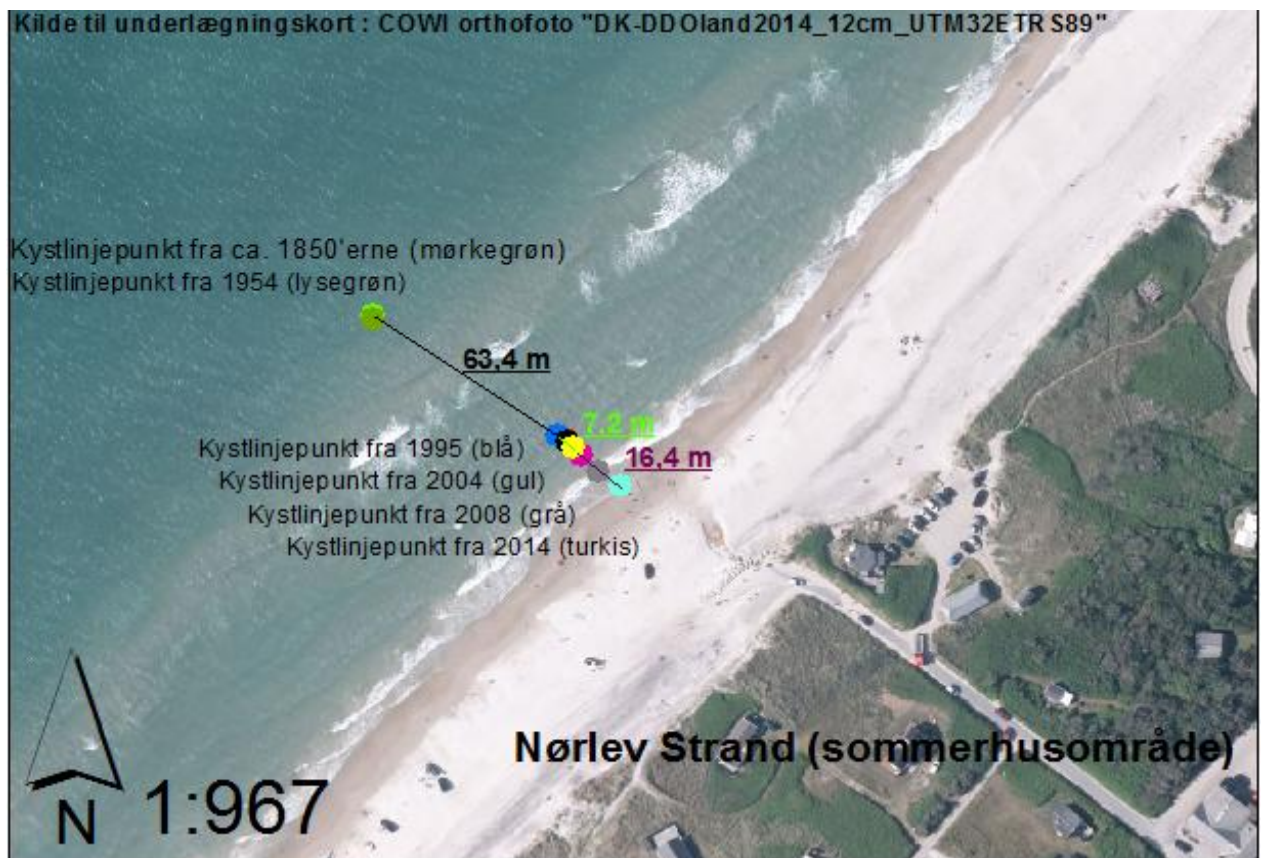 Kilde til underlægningskort : COWI orthofoto "DK-DDOland2014_12cm_UTM32ETRS89"
Kystlinjepunkt fra ca. 1850'erne (mørkegrøn)
Kystlinjepunkt fra 1954 (lysegrøn)
63,4 m
7,2 m
Kystlinjepunkt fra 1995 (blå)
16,4 m
Kystlinjepunkt fra 2004 (gul)
Kystlinjepunkt fra 2008 (grå)
Kystlinjepunkt fra 2014 (turkis)
Nørlev Strand (sommerhusområde)
N 1:967